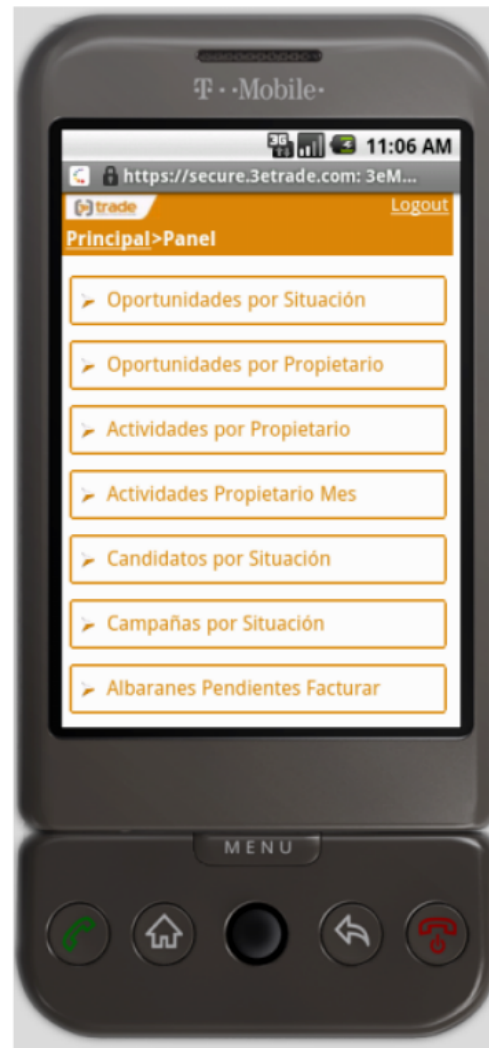 T··Mobile·
3G 11:06 AM
https://secure.3etrade.com: 3eM...
trade Logout
Principal>Panel
Oportunidades por Situación
Oportunidades por Propietario
Actividades por Propietario
Actividades Propietario Mes
Candidatos por Situación
Campañas por Situación
Albaranes Pendientes Facturar
MENU